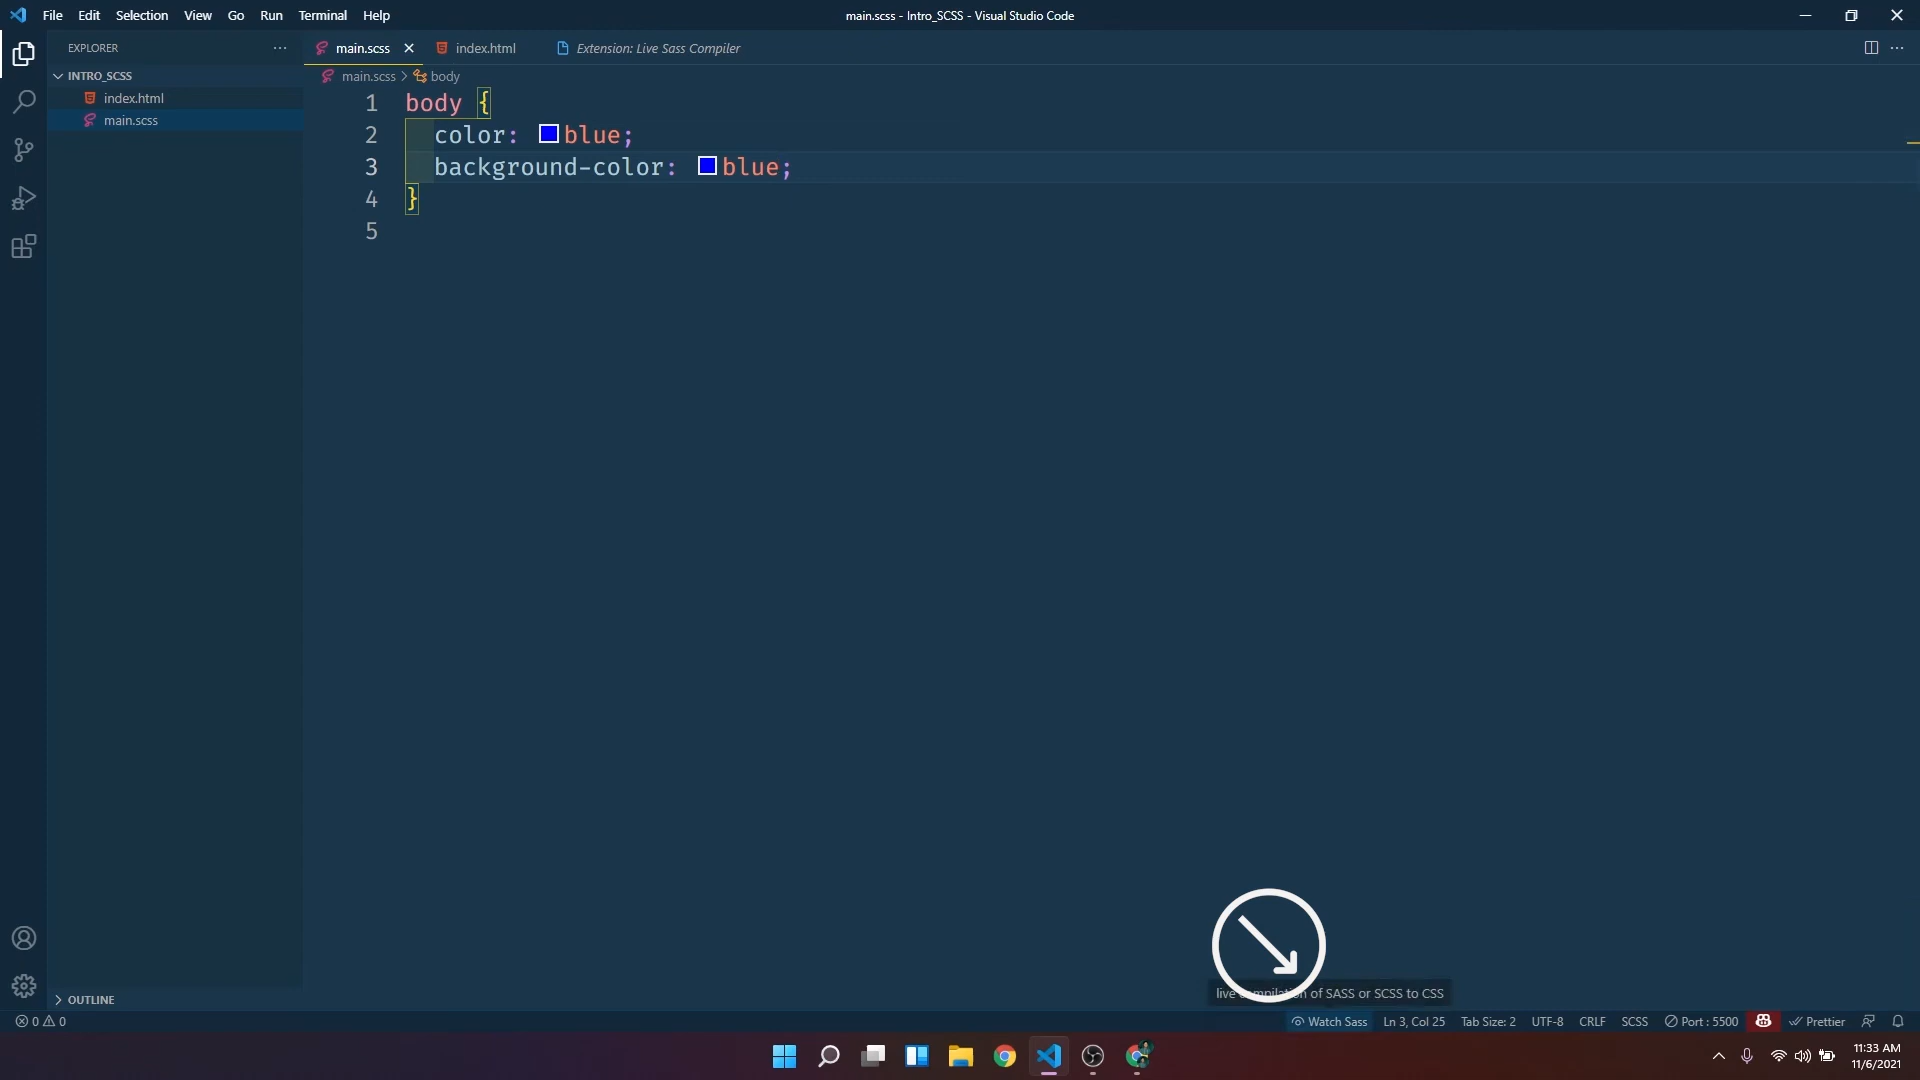 File Edit Selection View Go Run Terminal Help
main.scss - Intro_SCSS - Visual Studio Code
EXPLORER
main.scss
index.html
Extension: Live Sass Compiler
INTRO_SCSS
index.html
main.scss
main.scss > body
1 body {
2 color: blue;
3 background-color: blue;
4 }
5
OUTLINE
live compilation of SASS or SCSS to CSS
0 0
Watch Sass
Ln 3, Col 25
Tab Size: 2
UTF-8
CRLF
SCSS
Port : 5500
Prettier
11:33 AM
11/6/2021